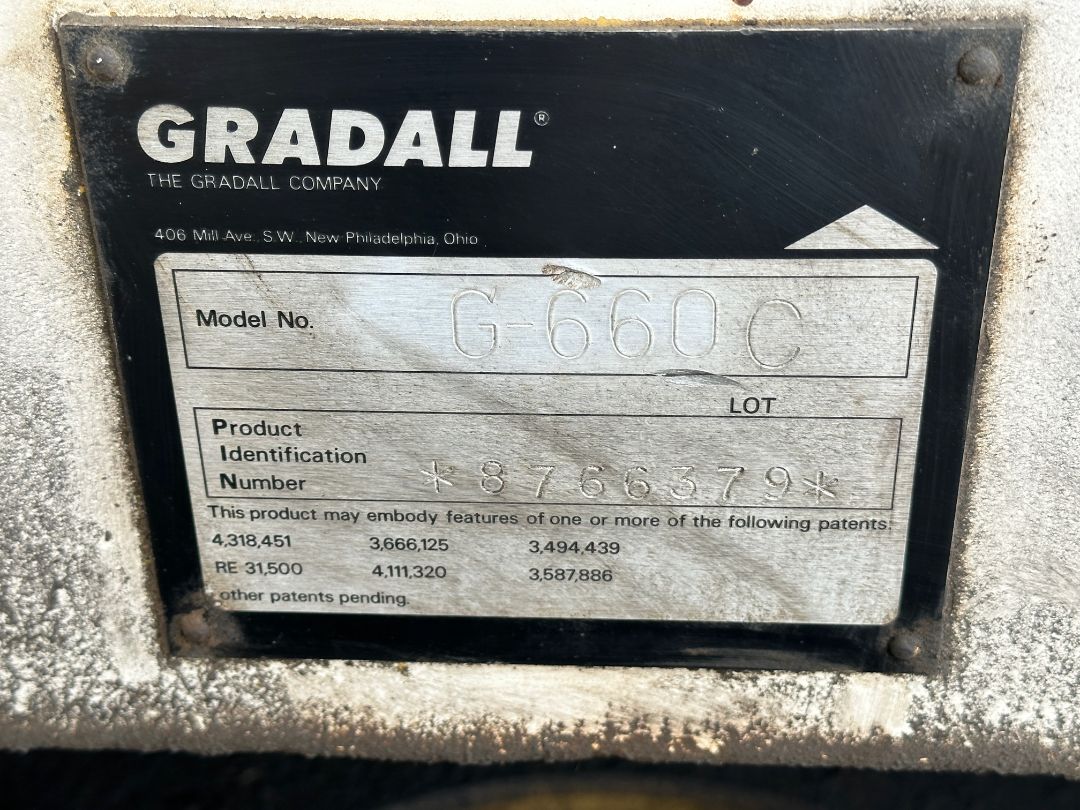 GRADALL®
THE GRADALL COMPANY
406 Mill Ave. S.W. New Philadelphia, Ohio
Model No. G-660 C
LOT
Product
Identification
Number *8766379*
This product may embody features of one or more of the following patents.
4,318,451 3,666,125 3,494,439
RE 31,500 4,111,320 3,587,886
other patents pending.